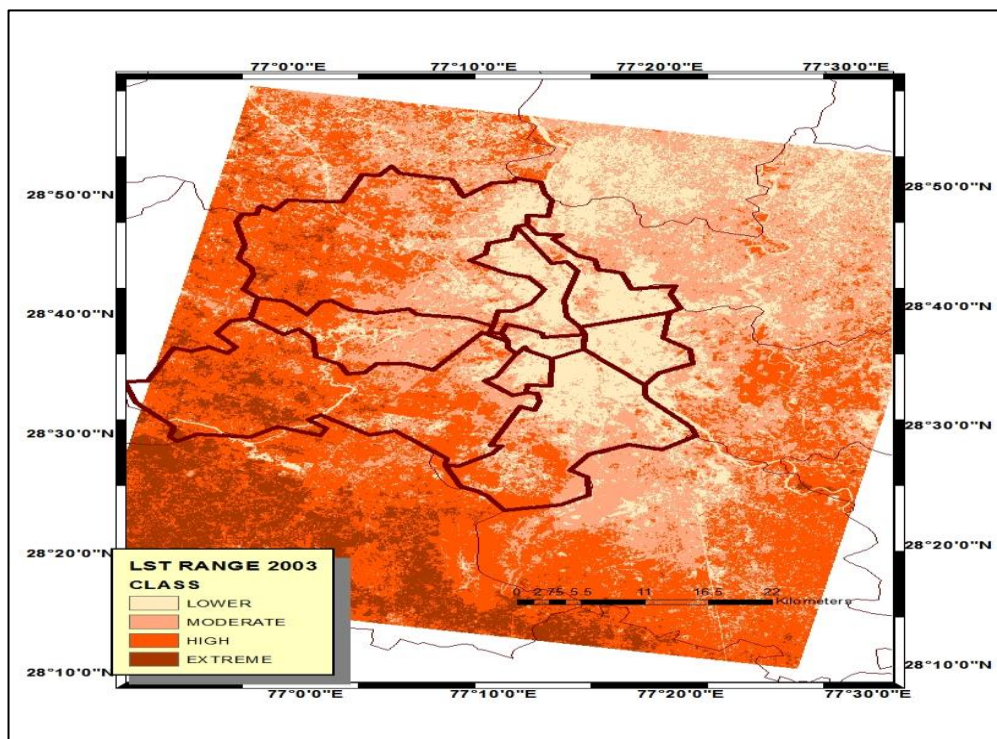 77°0'0"E 77°10'0"E 77°20'0"E 77°30'0"E
28°50'0"N 28°50'0"N
28°40'0"N 28°40'0"N
28°30'0"N 28°30'0"N
28°20'0"N 28°20'0"N
28°10'0"N 28°10'0"N
LST RANGE 2003
CLASS
LOWER
MODERATE
HIGH
EXTREME
0 2.75 5.5 11 16.5 22
Kilometers
77°0'0"E 77°10'0"E 77°20'0"E 77°30'0"E